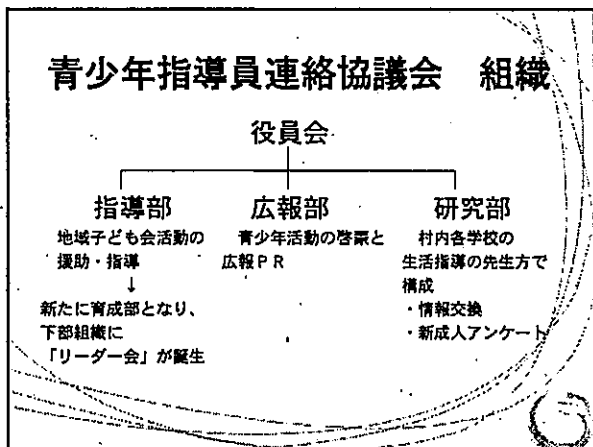 青少年指導員連絡協議会　組織
役員会
指導部
地域子ども会活動の
援助・指導
↓
新たに育成部となり、
下部組織に
「リーダー会」が誕生
広報部
青少年活動の啓蒙と
広報ＰＲ
研究部
村内各学校の
生活指導の先生方で
構成
・情報交換
・新成人アンケート